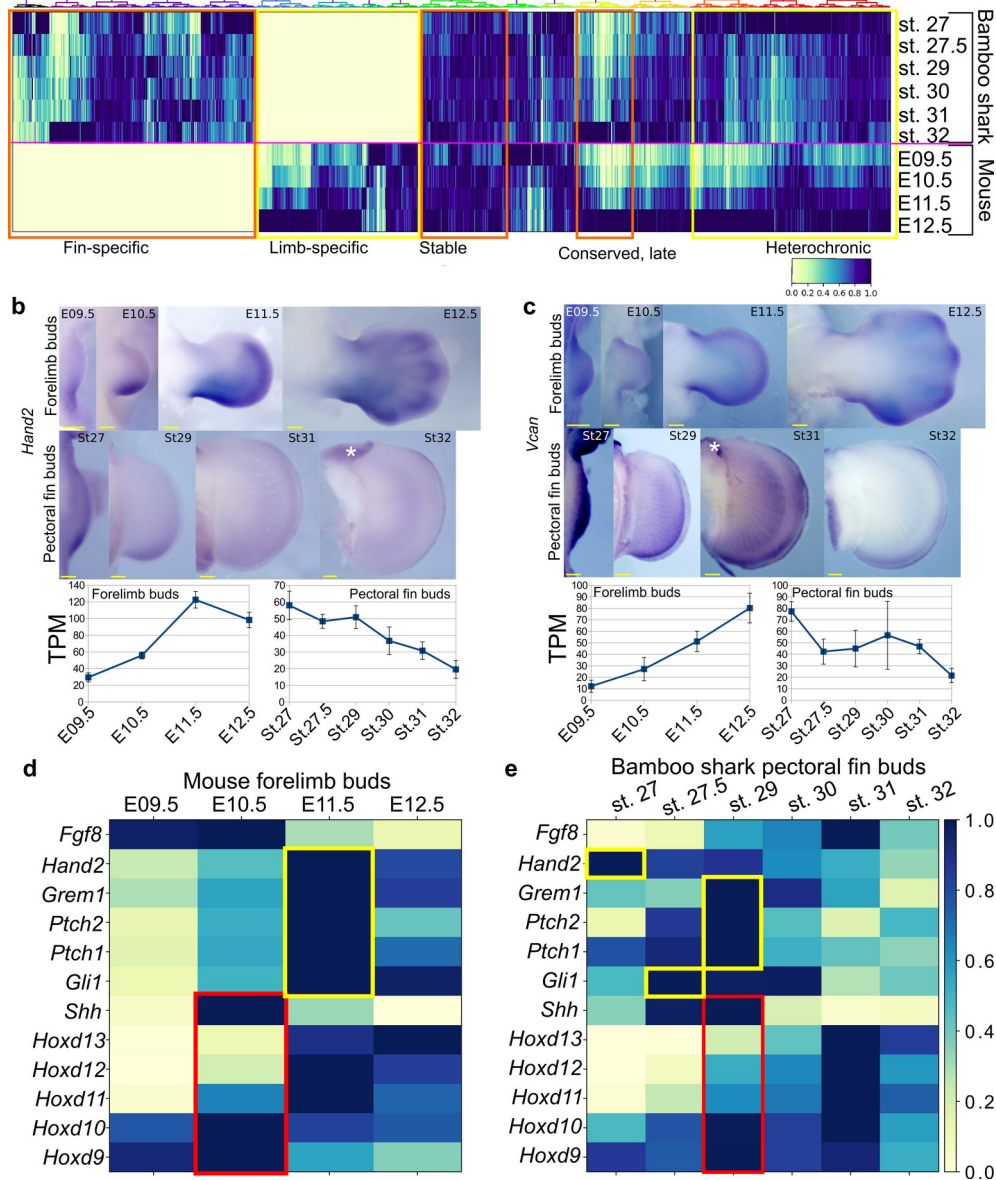 st. 27
st. 27.5
st. 29
st. 30
st. 31
st. 32
Bamboo shark
E09.5
E10.5
E11.5
E12.5
Mouse
Fin-specific
Limb-specific
Stable
Conserved, late
Heterochronic
0.0 0.2 0.4 0.6 0.8 1.0
b
Hand2
Forelimb buds
E09.5 E10.5 E11.5 E12.5
Pectoral fin buds
St27 St29 St31 St32
*
TPM
Forelimb buds
140
120
100
80
60
40
20
0
E09.5 E10.5 E11.5 E12.5
Pectoral fin buds
70
60
50
40
30
20
10
0
St.27 St.27.5 St.29 St.30 St.31 St.32
c
Vcan
Forelimb buds
E09.5 E10.5 E11.5 E12.5
Pectoral fin buds
St27 St29 St31 St32
*
TPM
Forelimb buds
100
90
80
70
60
50
40
30
20
10
0
E09.5 E10.5 E11.5 E12.5
Pectoral fin buds
100
90
80
70
60
50
40
30
20
10
0
St.27 St.27.5 St.29 St.30 St.31 St.32
d
Mouse forelimb buds
E09.5 E10.5 E11.5 E12.5
Fgf8
Hand2
Grem1
Ptch2
Ptch1
Gli1
Shh
Hoxd13
Hoxd12
Hoxd11
Hoxd10
Hoxd9
e
Bamboo shark pectoral fin buds
st. 27 st. 27.5 st. 29 st. 30 st. 31 st. 32
Fgf8
Hand2
Grem1
Ptch2
Ptch1
Gli1
Shh
Hoxd13
Hoxd12
Hoxd11
Hoxd10
Hoxd9
1.0
0.8
0.6
0.4
0.2
0.0